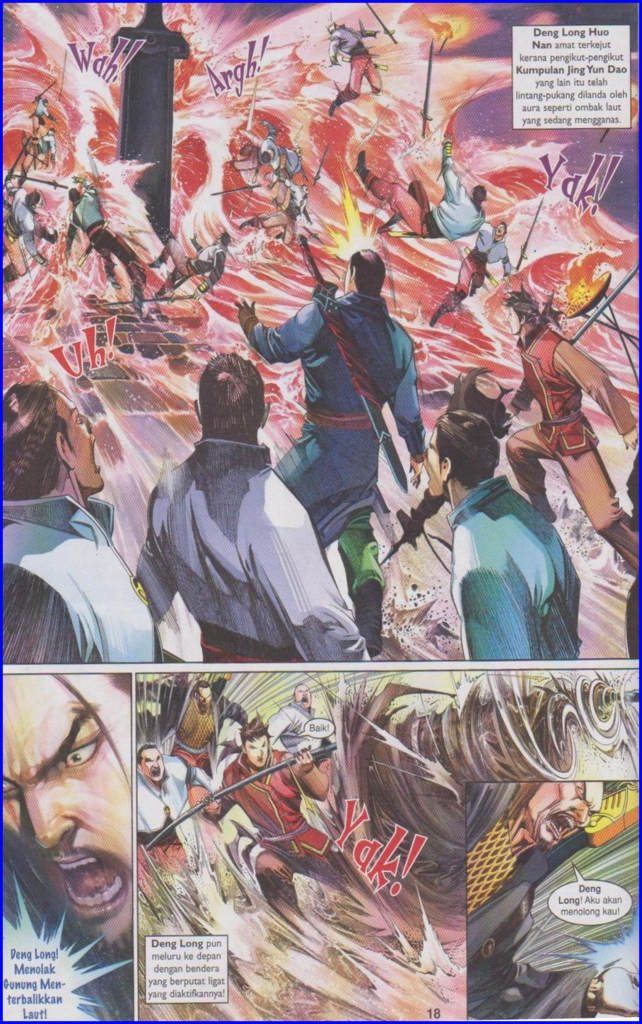 Deng Long Huo
Nan amat terkejut
kerana pengikut-pengikut
Kumpulan Jing Yun Dao
yang lain itu telah
lintang-pukang dilanda oleh
aura seperti ombak laut
yang sedang mengganas.
Wah!
Argh!
Yak!
Uh!
Deng Long!
Menolak
Gunung Men-
terbalikkan
Laut!
Baik!
Yak!
Deng Long pun
meluru ke depan
dengan bendera
yang berputat ligat
yang diaktifkannya!
Deng
Long! Aku akan
menolong kau!
18